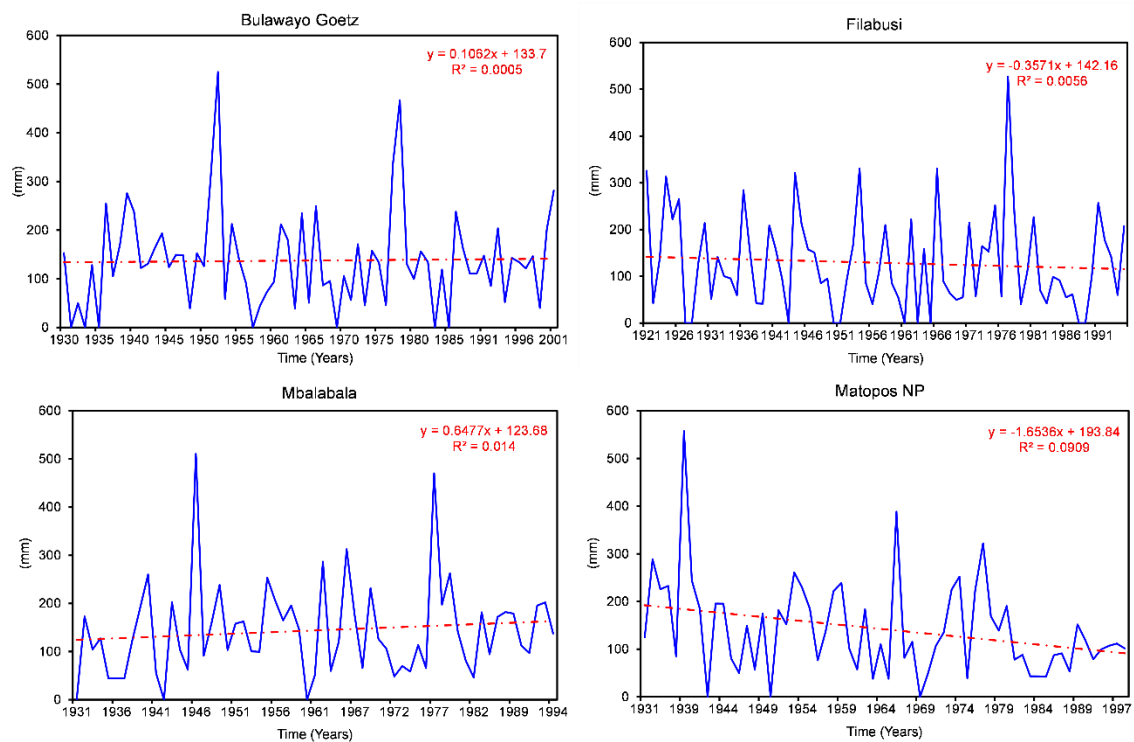 Bulawayo Goetz
y = 0.1062x + 133.7
R² = 0.0005
600
500
400
300
200
100
0
(mm)
1930 1931 1935 1940 1945 1950 1955 1960 1965 1970 1975 1980 1985 1990 1996 2001
Time (Years)
Filabusi
y = -0.3571x + 142.16
R² = 0.0056
600
500
400
300
200
100
0
(mm)
1921 1926 1931 1936 1941 1946 1951 1956 1961 1966 1971 1976 1981 1986 1991
Time (Years)
Mbalabala
y = 0.6477x + 123.68
R² = 0.014
600
500
400
300
200
100
0
(mm)
1931 1936 1941 1946 1951 1956 1961 1967 1972 1977 1982 1989 1994
Time (Years)
Matopos NP
y = -1.6536x + 193.84
R² = 0.0909
600
500
400
300
200
100
0
(mm)
1931 1939 1944 1949 1954 1959 1964 1969 1974 1979 1984 1989 1997
Time (Years)